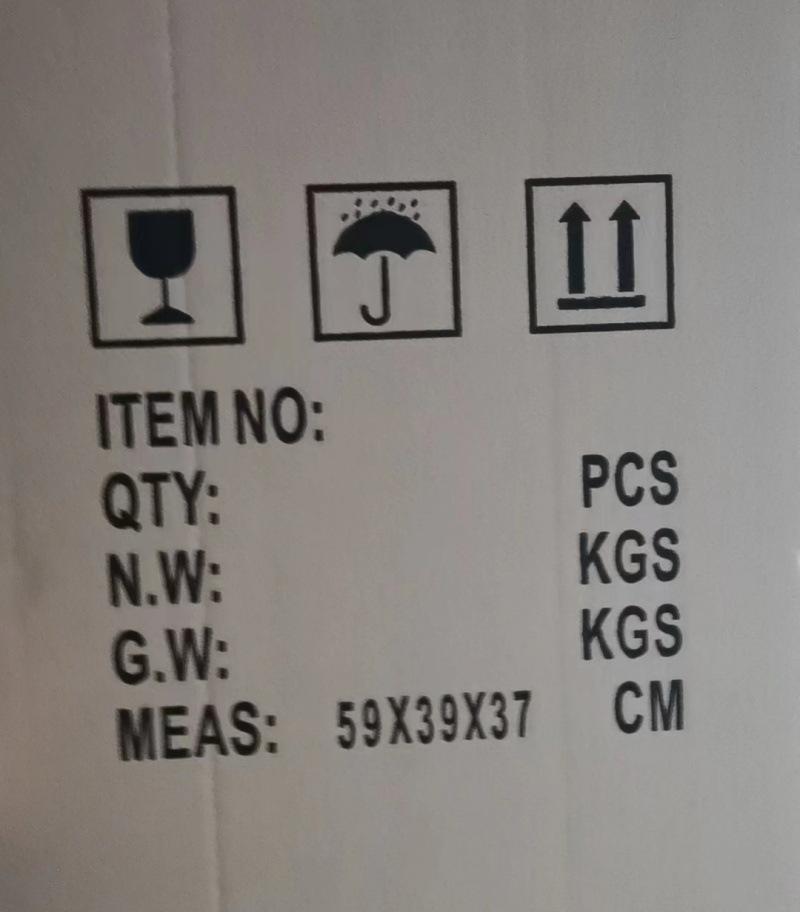 ITEM NO:
QTY: PCS
N.W: KGS
G.W: KGS
MEAS: 59X39X37 CM